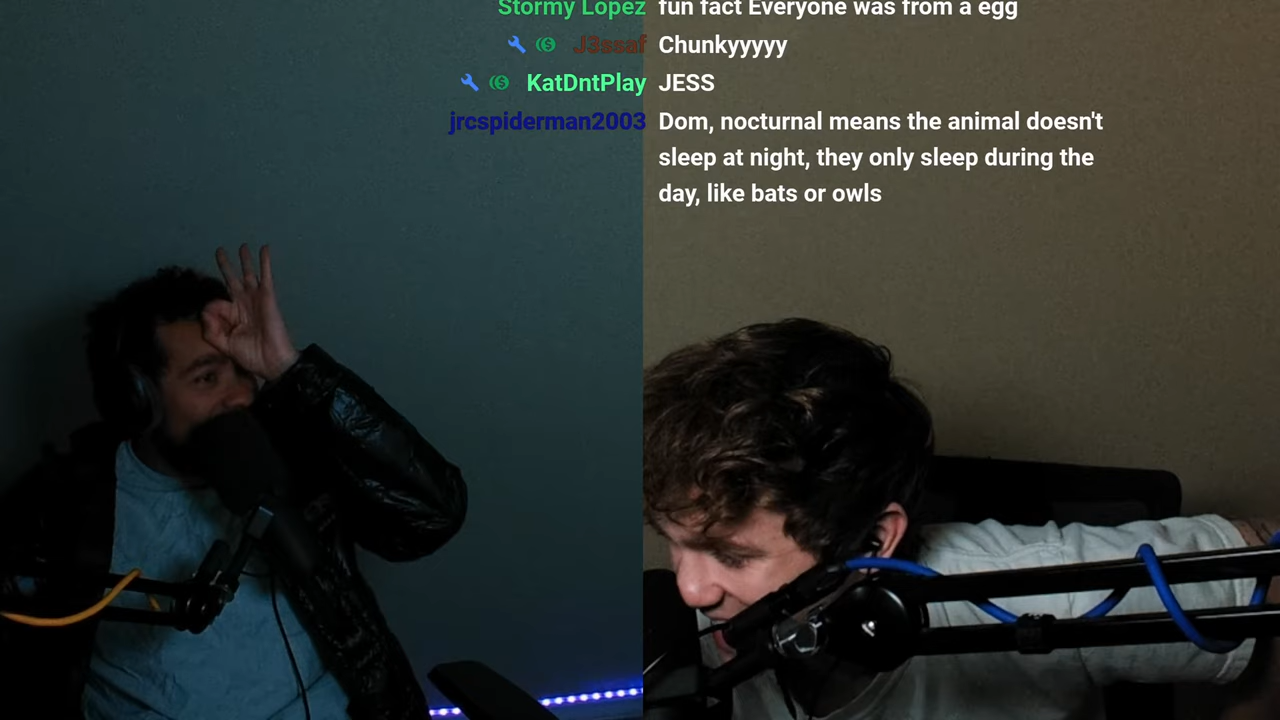 Stormy Lopez fun fact Everyone was from a egg
J3ssaf Chunkyyyyy
KatDntPlay JESS
jrcspiderman2003 Dom, nocturnal means the animal doesn't
sleep at night, they only sleep during the
day, like bats or owls